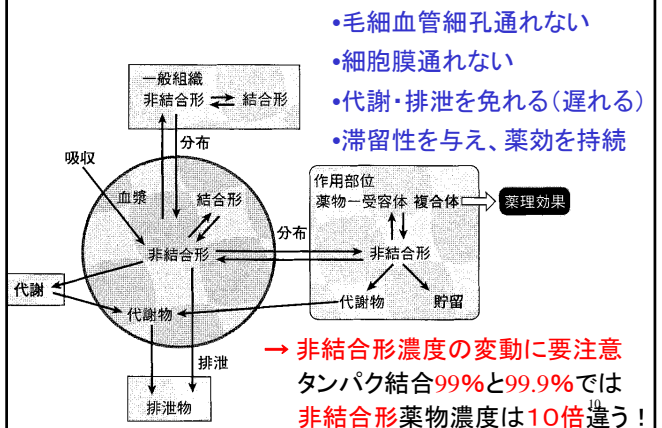 •毛細血管細孔通れない
•細胞膜通れない
•代謝・排泄を免れる(遅れる)
•滞留性を与え、薬効を持続
一般組織
非結合形 結合形
分布
吸収
血漿
結合形
非結合形
分布
作用部位
薬物ー受容体 複合体
薬理効果
非結合形
代謝物
貯留
代謝
代謝物
排泄
排泄物
→ 非結合形濃度の変動に要注意
タンパク結合99%と99.9%では
非結合形薬物濃度は10倍違う!
10